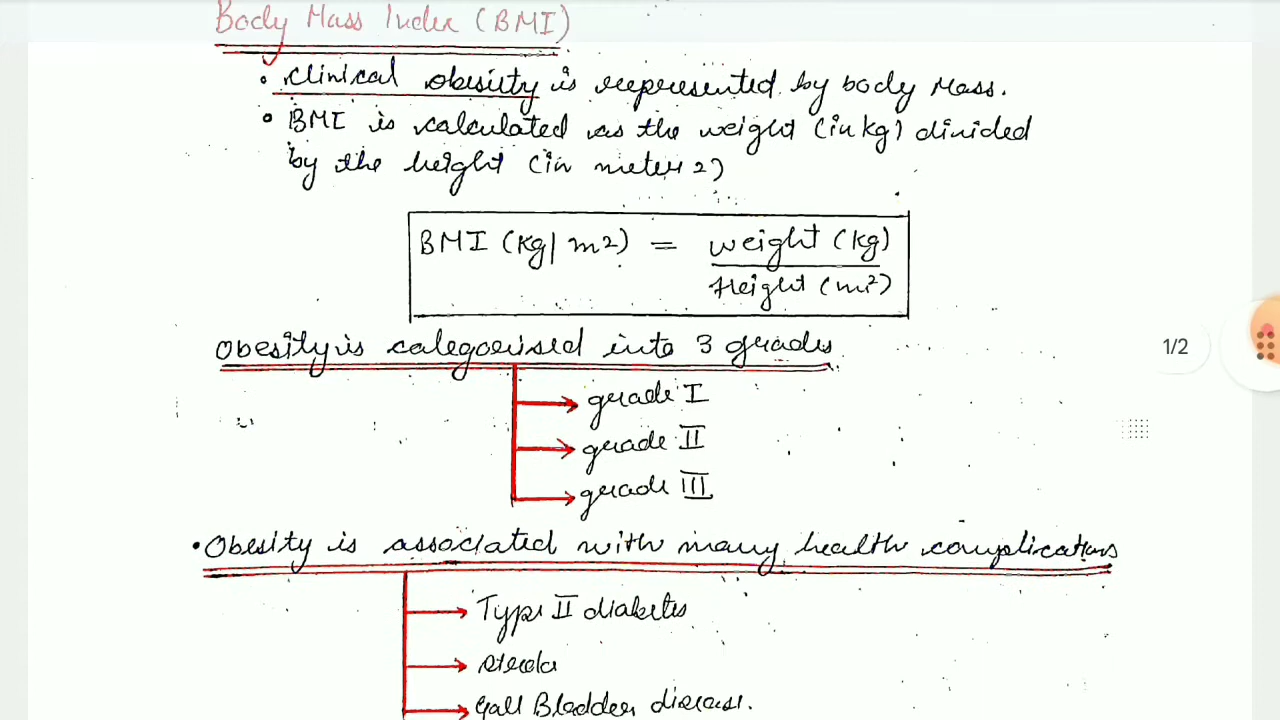 Body Mass Index (BMI)
• Clinical obesity is represented by body Mass.
• BMI is calculated as the weight (in kg) divided
by the height (in meter 2)
BMI (kg/m2) = weight (kg)
Height (m²)
Obesity is categorised into 3 grades
1/2
grade I
grade II
grade III
• Obesity is associated with many health complications
Type II diabetes
Gall Bladder disease.